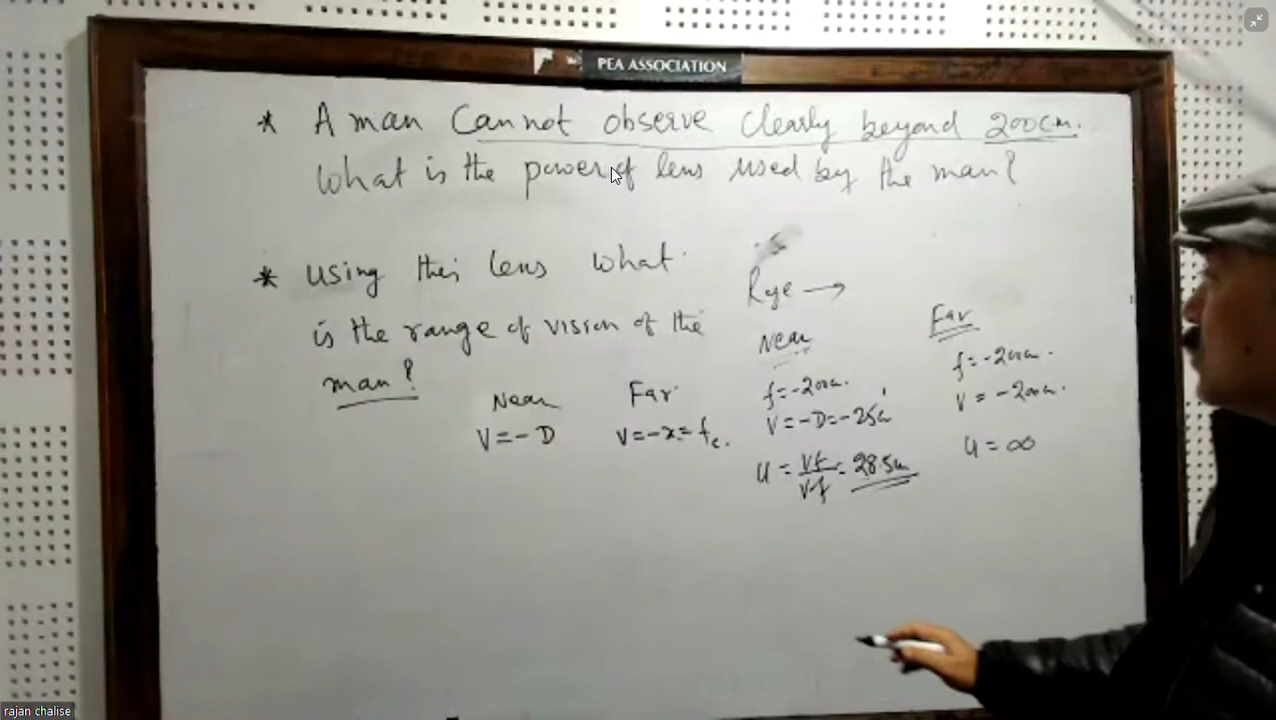 PEA ASSOCIATION
* A man Cannot observe clearly beyond 200cm.
What is the power of lens used by the man?
* Using this lens what
is the range of vision of the
man?
Near
V=-D
Far
V=-x=f
Rge →
Near
f=-200cm.
V=-D=-25cm
u = vf/v-f = 28.5cm
Far
f=-200cm.
V=-200cm.
u=∞
rajan chalise